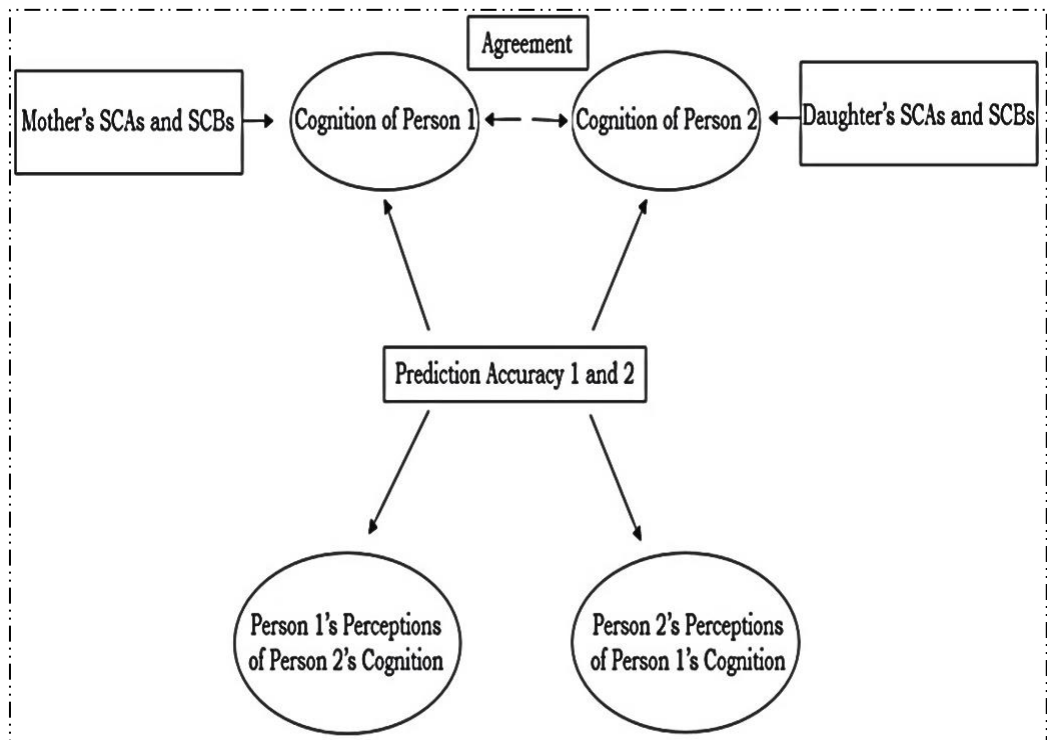 Agreement
Mother's SCAs and SCBs
Cognition of Person 1
Cognition of Person 2
Daughter's SCAs and SCBs
Prediction Accuracy 1 and 2
Person 1's Perceptions
of Person 2's Cognition
Person 2's Perceptions
of Person 1's Cognition